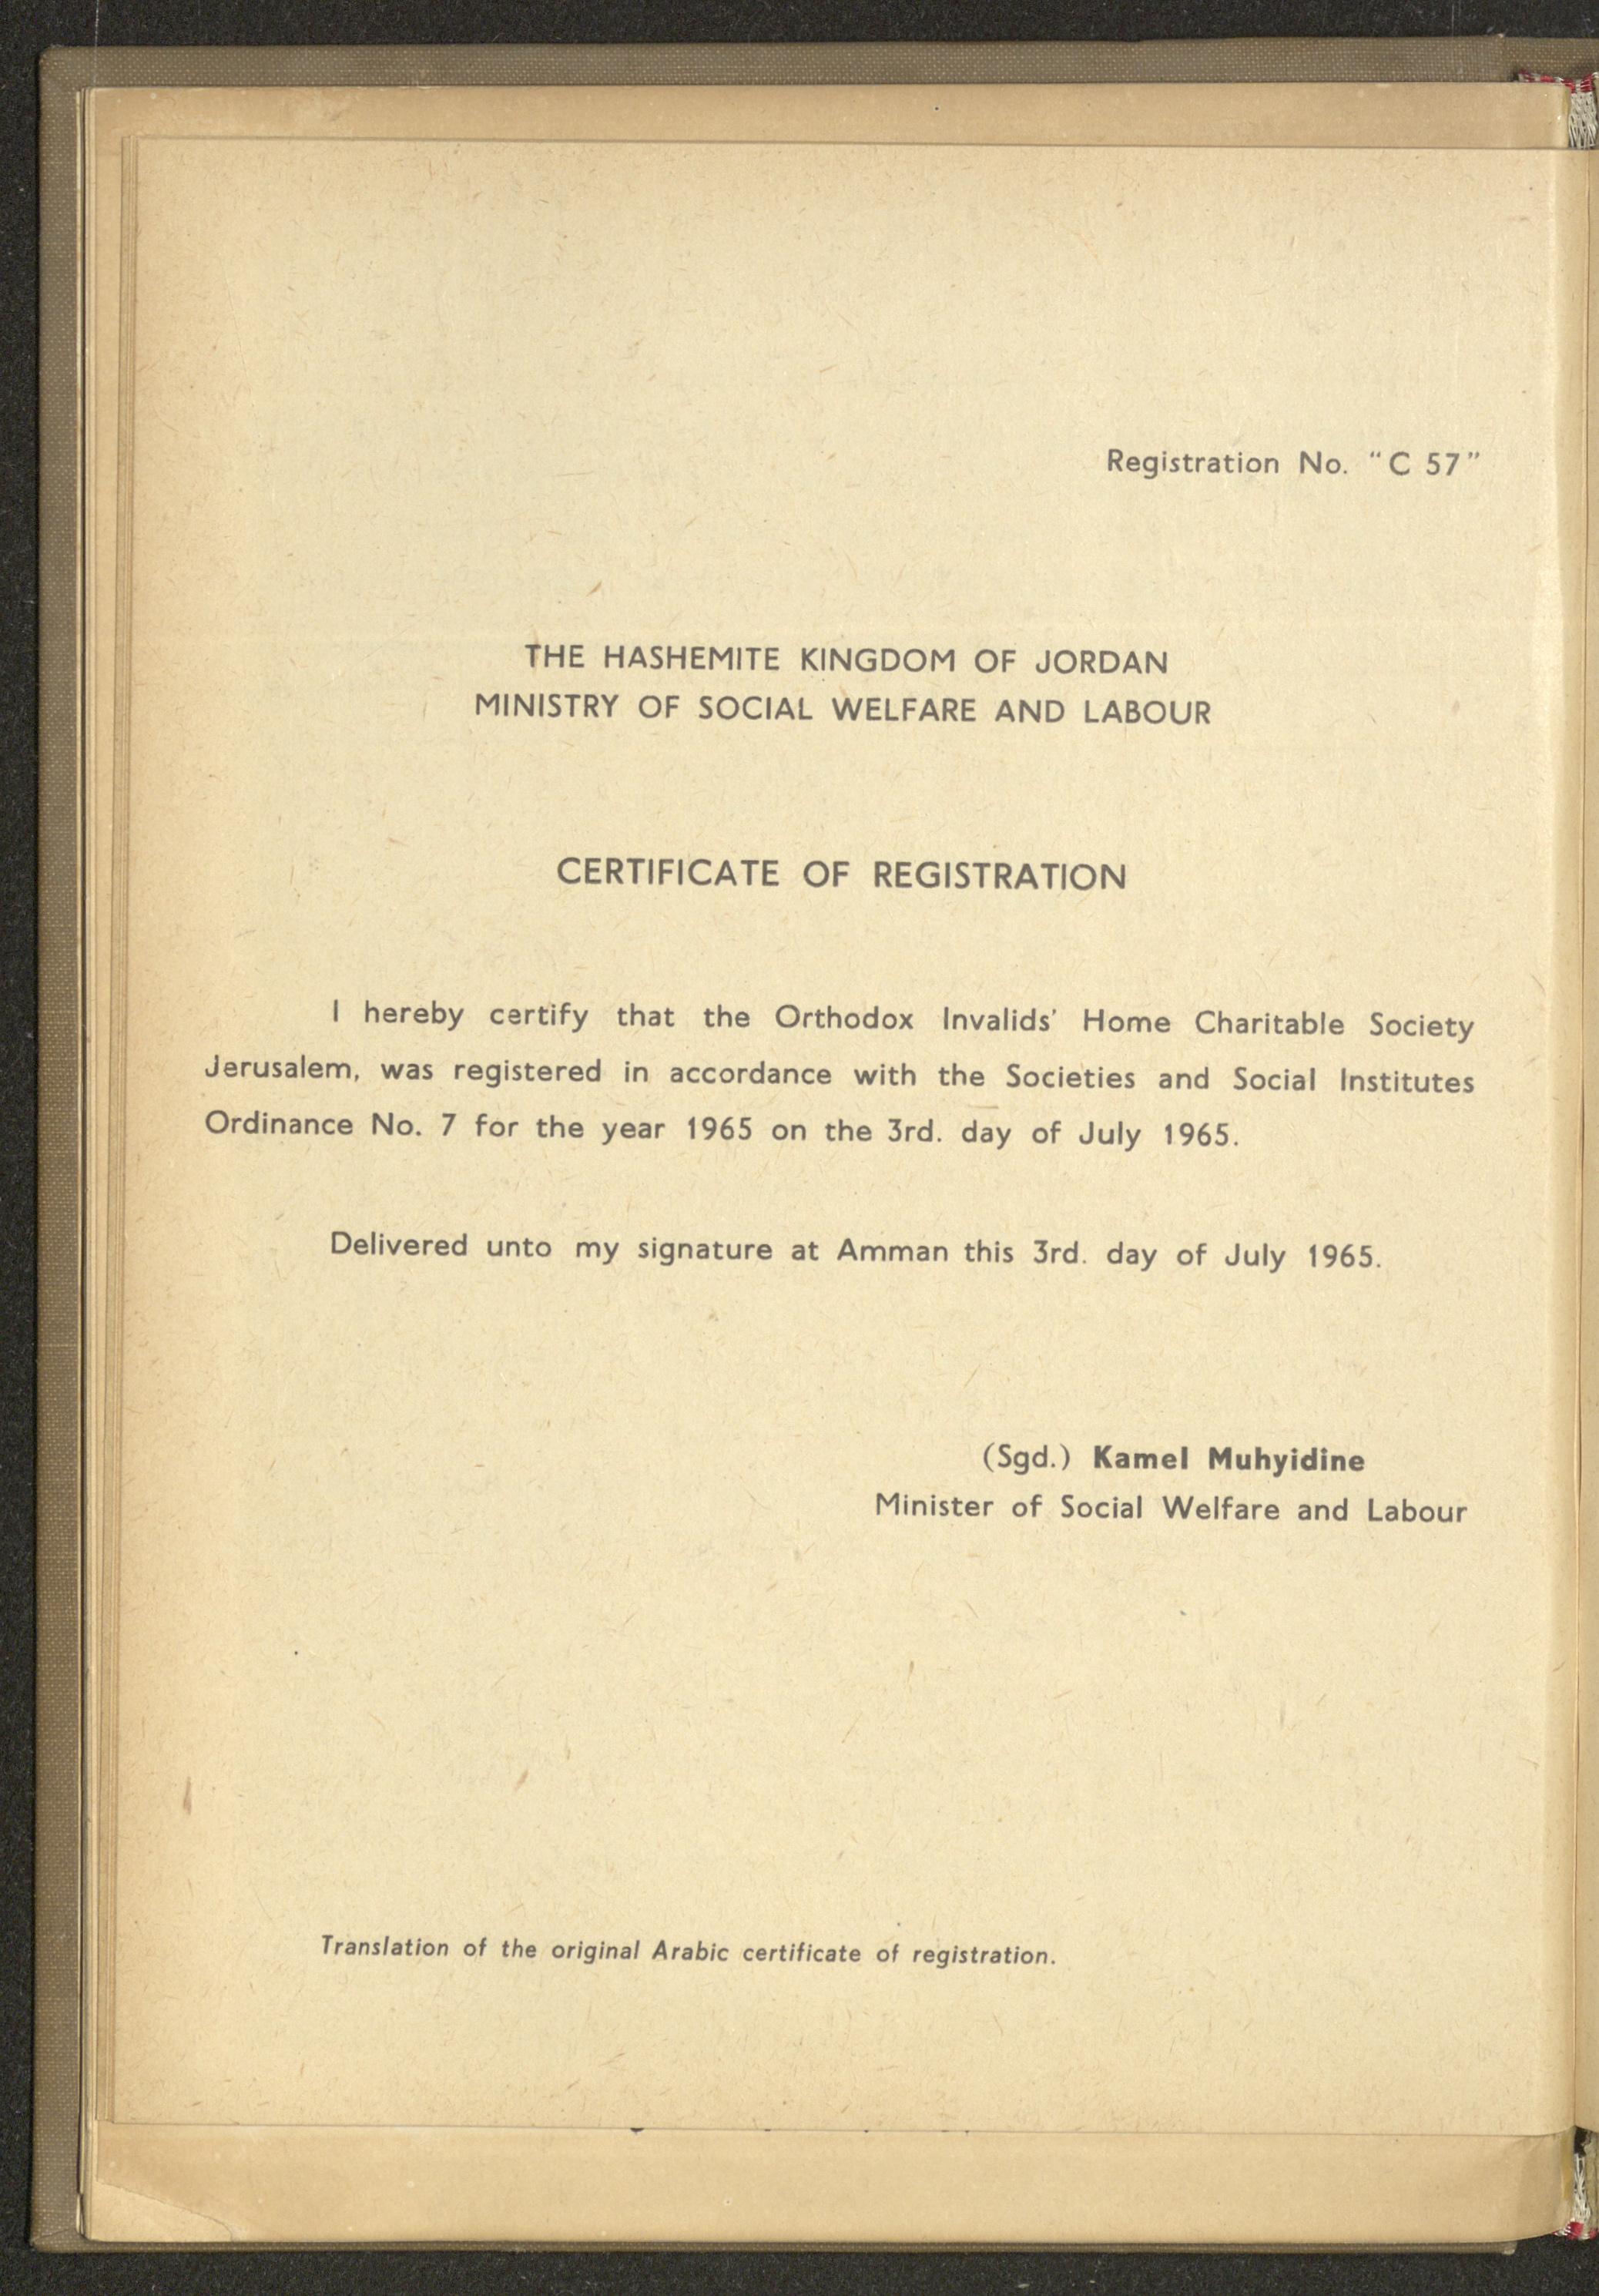 Registration No. “C 57”
THE HASHEMITE KINGDOM OF JORDAN
MINISTRY OF SOCIAL WELFARE AND LABOUR
CERTIFICATE OF REGISTRATION
I hereby certify that the Orthodox Invalids’ Home Charitable Society
Jerusalem, was registered in accordance with the Societies and Social Institutes
Ordinance No. 7 for the year 1965 on the 3rd. day of July 1965.
Delivered unto my signature at Amman this 3rd. day of July 1965.
(Sgd.) Kamel Muhyidine
Minister of Social Welfare and Labour
Translation of the original Arabic certificate of registration.